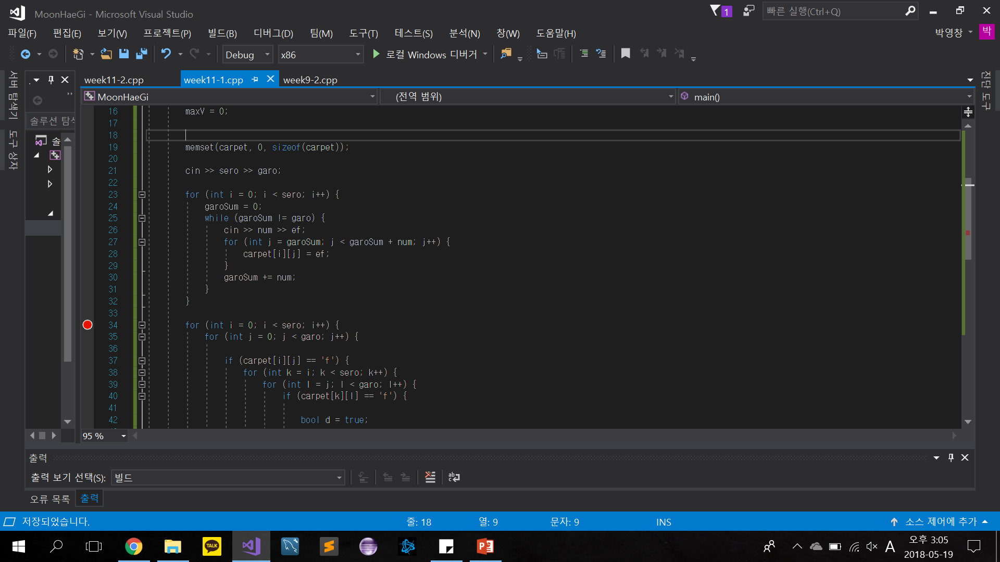 MoonHaeGi - Microsoft Visual Studio
1
빠른 실행(Ctrl+Q)
파일(F) 편집(E) 보기(V) 프로젝트(P) 빌드(B) 디버그(D) 팀(M) 도구(T) 테스트(S) 분석(N) 창(W) 도움말(H)
박영창 박
Debug x86 로컬 Windows 디버거
서버 탐색기
도구 상자
week11-2.cpp week11-1.cpp week9-2.cpp
진단 도구
MoonHaeGi (전역 범위) main()
솔루션 탐색
솔
16 maxV = 0;
17
18
19 memset(carpet, 0, sizeof(carpet));
20
21 cin >> sero >> garo;
22
23 for (int i = 0; i < sero; i++) {
24 garoSum = 0;
25 while (garoSum != garo) {
26 cin >> num >> ef;
27 for (int j = garoSum; j < garoSum + num; j++) {
28 carpet[i][j] = ef;
29 }
30 garoSum += num;
31 }
32 }
33
34 for (int i = 0; i < sero; i++) {
35 for (int j = 0; j < garo; j++) {
36
37 if (carpet[i][j] == 'f') {
38 for (int k = i; k < sero; k++) {
39 for (int l = j; l < garo; l++) {
40 if (carpet[k][l] == 'f') {
41
42 bool d = true;
95 %
출력
출력 보기 선택(S): 빌드
오류 목록 출력
저장되었습니다. 줄: 18 열: 9 문자: 9 INS 소스 제어에 추가
TALK
A
오후 3:05
2018-05-19